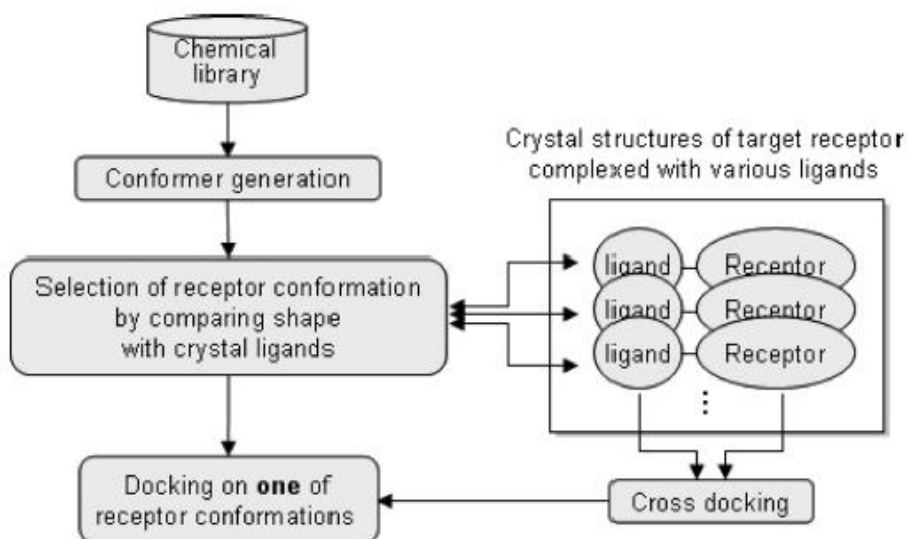 Chemical
library
Conformer generation
Selection of receptor conformation
by comparing shape
with crystal ligands
Docking on one of
receptor conformations
Crystal structures of target receptor
complexed with various ligands
ligand Receptor
ligand Receptor
ligand Receptor
⋮
Cross docking